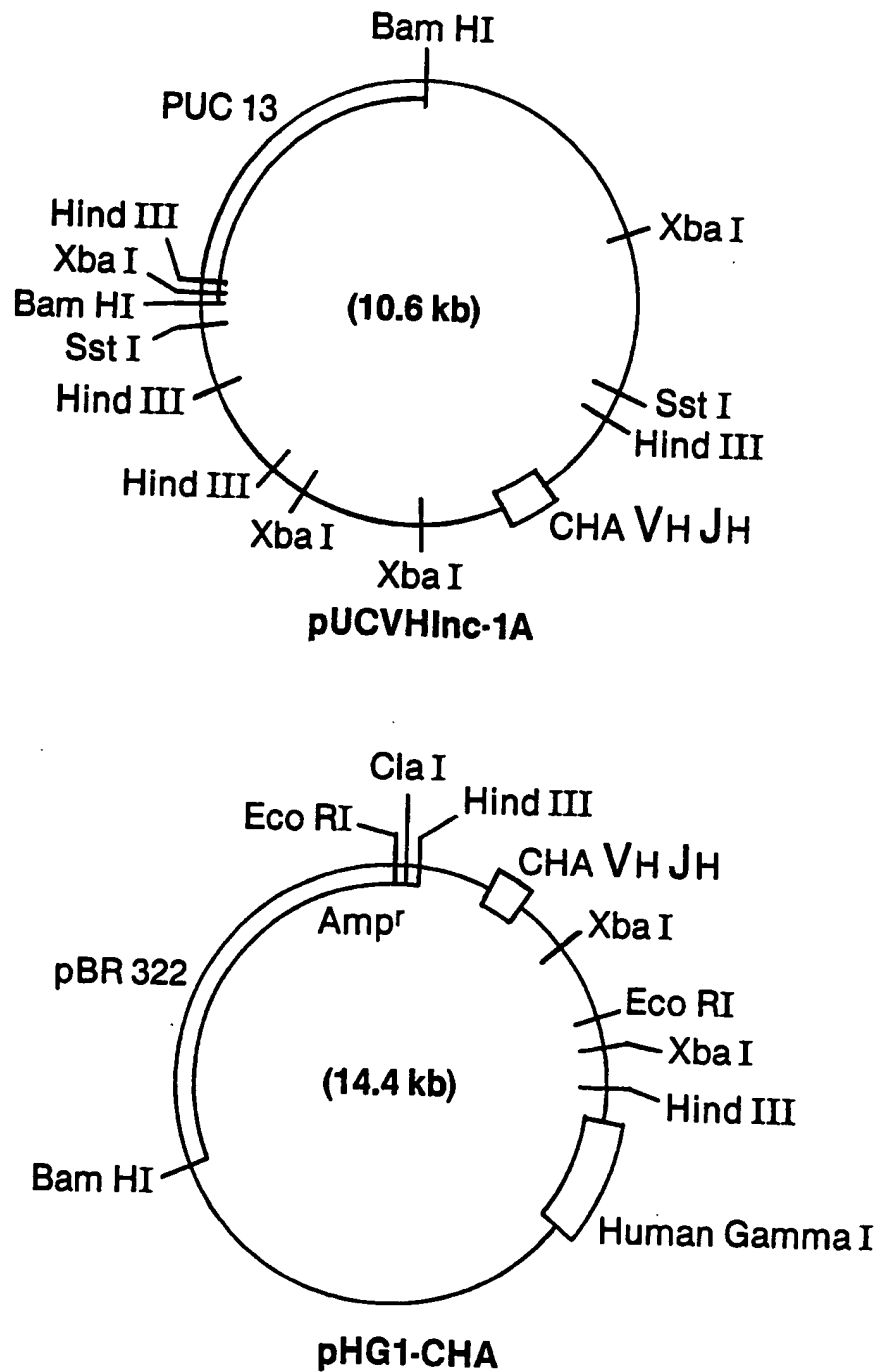 Bam HI
PUC 13
Hind III
Xba I
Xba I
Bam HI
(10.6 kb)
Sst I
Hind III
Sst I
Hind III
Hind III
Xba I
CHA VH JH
Xba I
pUCVHInc-1A
Cla I
Hind III
Eco RI
CHA VH JH
Ampr
Xba I
pBR 322
Eco RI
Xba I
(14.4 kb)
Hind III
Bam HI
Human Gamma I
pHG1-CHA